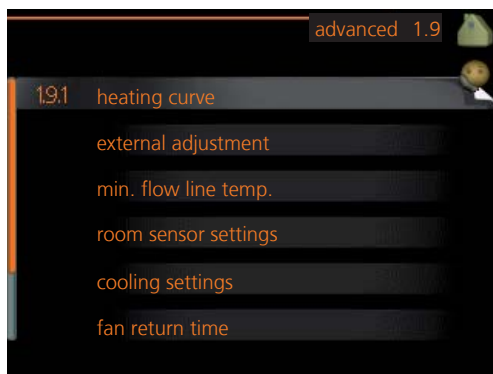 advanced 1.9
1.9.1 heating curve
external adjustment
min. flow line temp.
room sensor settings
cooling settings
fan return time